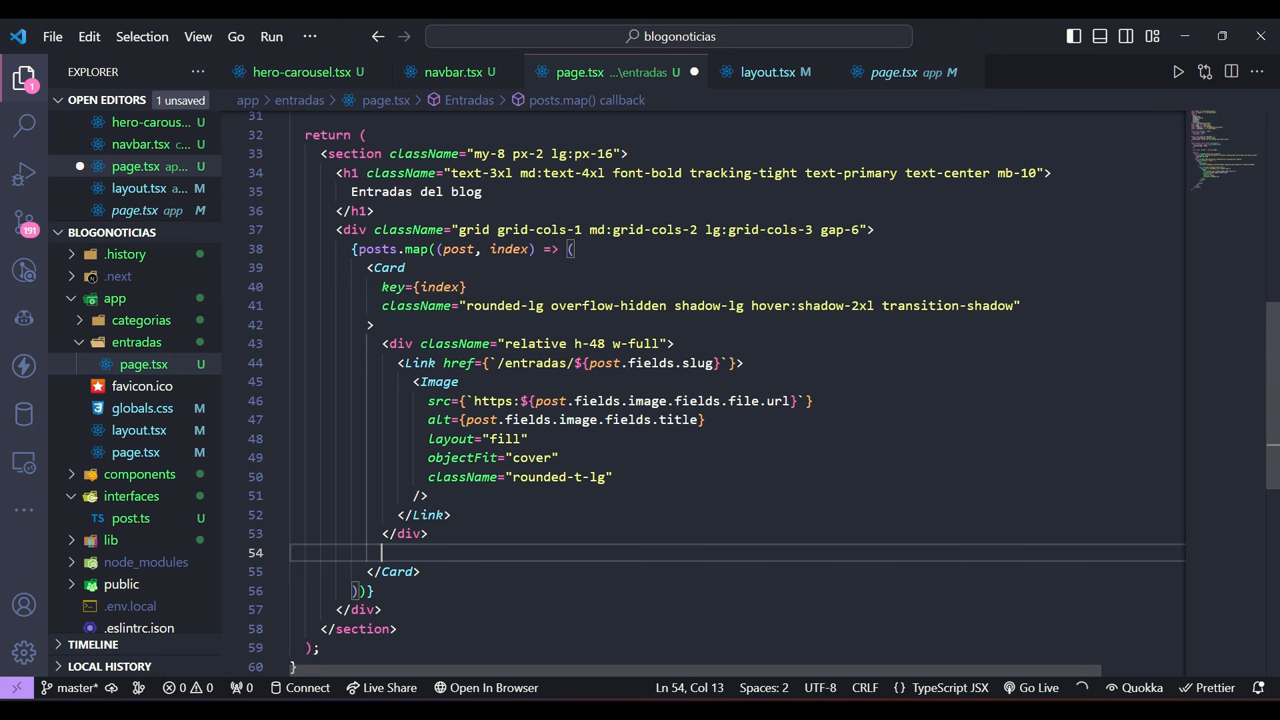 File Edit Selection View Go Run ··· blogonoticias
EXPLORER ···
hero-carousel.tsx U navbar.tsx U page.tsx ...\entradas U layout.tsx M page.tsx app M
OPEN EDITORS 1 unsaved
hero-carous... U
navbar.tsx c... U
page.tsx ap... U
layout.tsx a... M
page.tsx app M
BLOGONOTICIAS
.history
.next
app
categorias
entradas
page.tsx U
favicon.ico
globals.css M
layout.tsx M
page.tsx M
components
interfaces
TS post.ts U
lib
node_modules
public
.env.local
.eslintrc.json
TIMELINE
LOCAL HISTORY
1
191
app > entradas > page.tsx > Entradas > posts.map() callback
31
32 return (
33 <section className="my-8 px-2 lg:px-16">
34 <h1 className="text-3xl md:text-4xl font-bold tracking-tight text-primary text-center mb-10">
35 Entradas del blog
36 </h1>
37 <div className="grid grid-cols-1 md:grid-cols-2 lg:grid-cols-3 gap-6">
38 {posts.map((post, index) => (
39 <Card
40 key={index}
41 className="rounded-lg overflow-hidden shadow-lg hover:shadow-2xl transition-shadow"
42 >
43 <div className="relative h-48 w-full">
44 <Link href={`/entradas/${post.fields.slug}`}>
45 <Image
46 src={`https:${post.fields.image.fields.file.url}`}
47 alt={post.fields.image.fields.title}
48 layout="fill"
49 objectFit="cover"
50 className="rounded-t-lg"
51 />
52 </Link>
53 </div>
54
55 </Card>
56 ))}
57 </div>
58 </section>
59 );
60 }
master* 0 0 0 Connect Live Share Open In Browser Ln 54, Col 13 Spaces: 2 UTF-8 CRLF {} TypeScript JSX Go Live Quokka Prettier